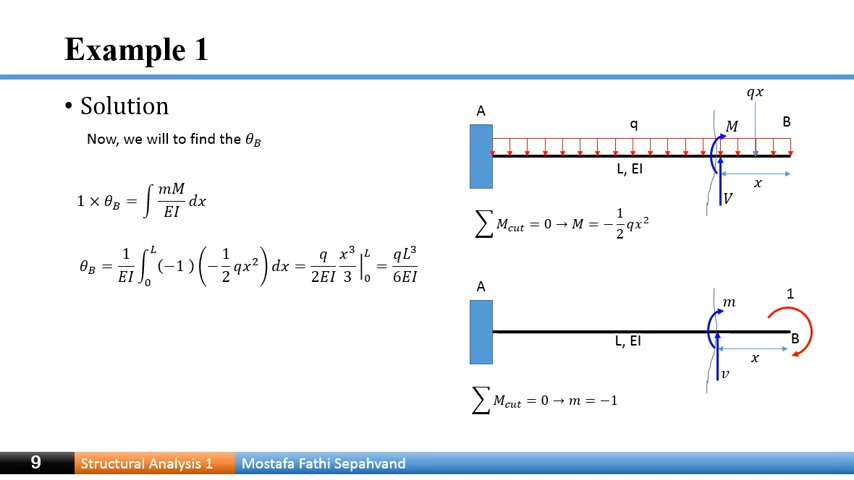 Example 1
• Solution
Now, we will to find the θ_B
1 × θ_B = ∫ mM/EI dx
θ_B = 1/EI ∫_0^L (−1)(−1/2 qx²) dx = q/2EI x³/3 |_0^L = qL³/6EI
qx
A
q
M
B
L, EI
x
V
∑ M_cut = 0 → M = −1/2 qx²
A
m
1
L, EI
B
x
v
∑ M_cut = 0 → m = −1
9
Structural Analysis 1
Mostafa Fathi Sepahvand